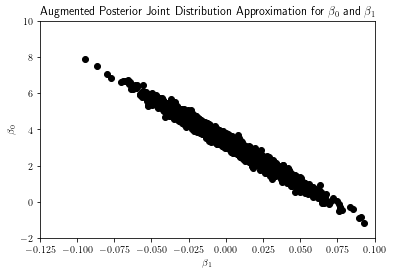 Augmented Posterior Joint Distribution Approximation for β₀ and β₁
10
8
6
4
2
0
−2
β₀
−0.125 −0.100 −0.075 −0.050 −0.025 0.000 0.025 0.050 0.075 0.100
β₁